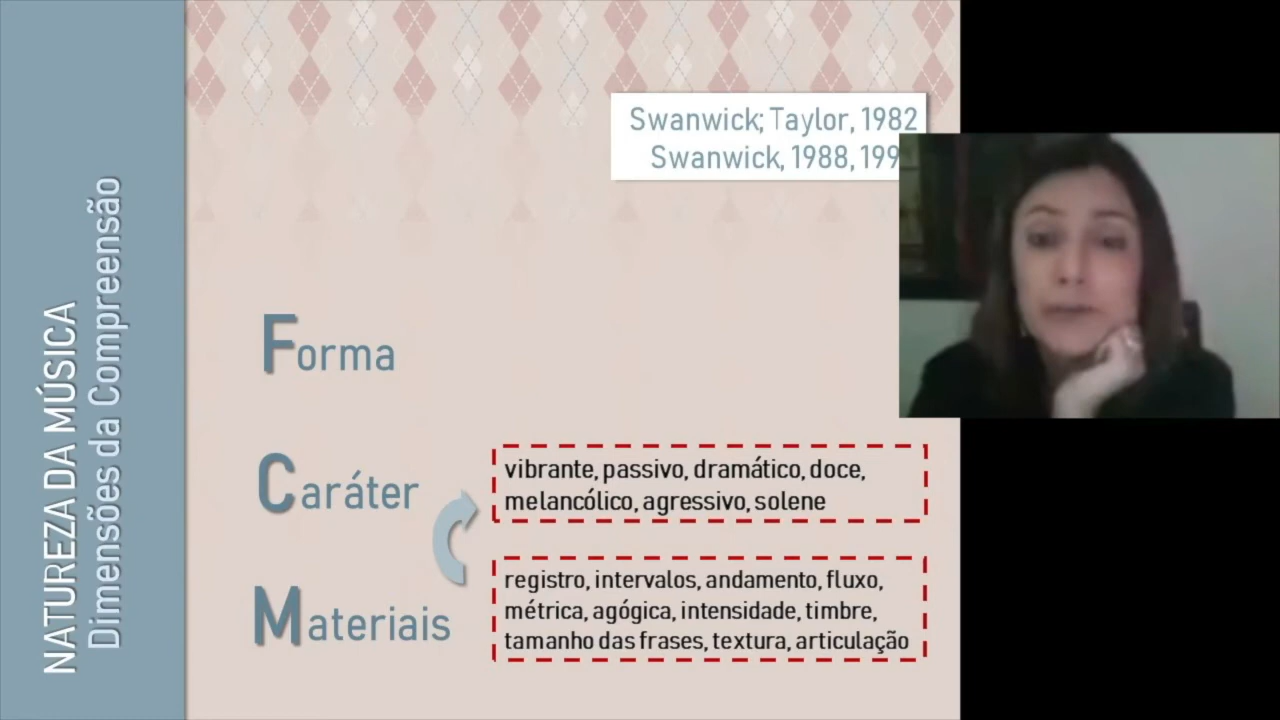 NATUREZA DA MÚSICA
Dimensões da Compreensão
Swanwick; Taylor, 1982
Swanwick, 1988,
Forma
Caráter
vibrante, passivo, dramático, doce,
melancólico, agressivo, solene
Materiais
registro, intervalos, andamento, fluxo,
métrica, agógica, intensidade, timbre,
tamanho das frases, textura, articulação